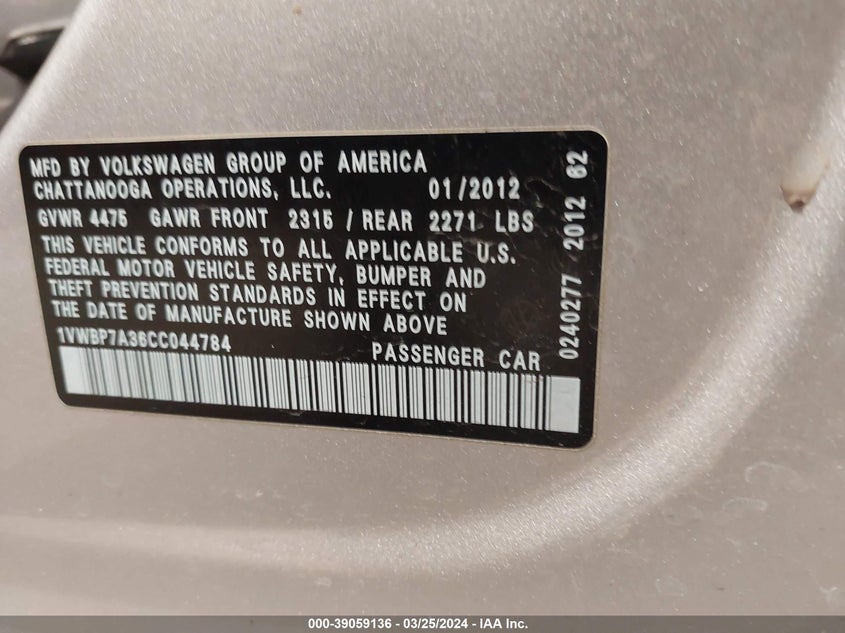 MFD BY VOLKSWAGEN GROUP OF AMERICA
CHATTANOOGA OPERATIONS, LLC. 01/2012
GVWR 4475 GAWR FRONT 2315 / REAR 2271 LBS
THIS VEHICLE CONFORMS TO ALL APPLICABLE U.S.
FEDERAL MOTOR VEHICLE SAFETY, BUMPER AND
THEFT PREVENTION STANDARDS IN EFFECT ON
THE DATE OF MANUFACTURE SHOWN ABOVE
1VWBP7A36CC044784 PASSENGER CAR
0240277 2012 62
000-39059136 - 03/25/2024 - IAA Inc.